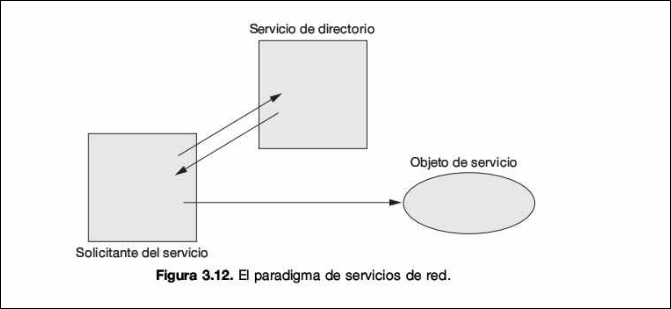 Servicio de directorio
Objeto de servicio
Solicitante del servicio
Figura 3.12. El paradigma de servicios de red.